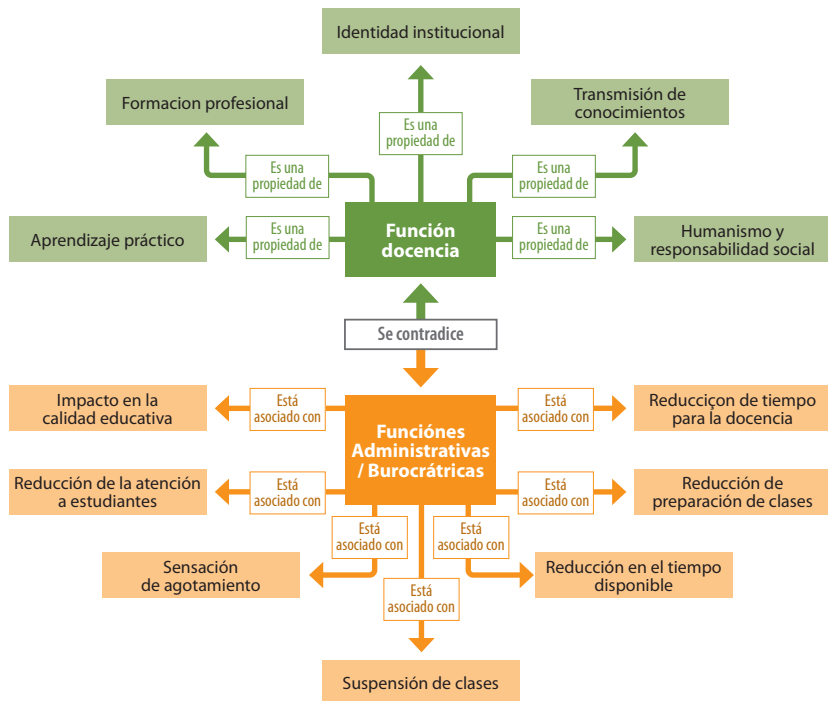 Identidad institucional
Formacion profesional
Transmisión de
conocimientos
Es una
propiedad de
Es una
propiedad de
Es una
propiedad de
Aprendizaje práctico
Es una
propiedad de
Función
docencia
Es una
propiedad de
Humanismo y
responsabilidad social
Se contradice
Impacto en la
calidad educativa
Está
asociado con
Funciónes
Administrativas
/ Burocrátricas
Está
asociado con
Reducciçon de tiempo
para la docencia
Reducción de la atención
a estudiantes
Está
asociado con
Está
asociado con
Reducción de
preparación de clases
Está
asociado con
Está
asociado con
Sensación
de agotamiento
Está
asociado con
Reducción en el tiempo
disponible
Suspensión de clases